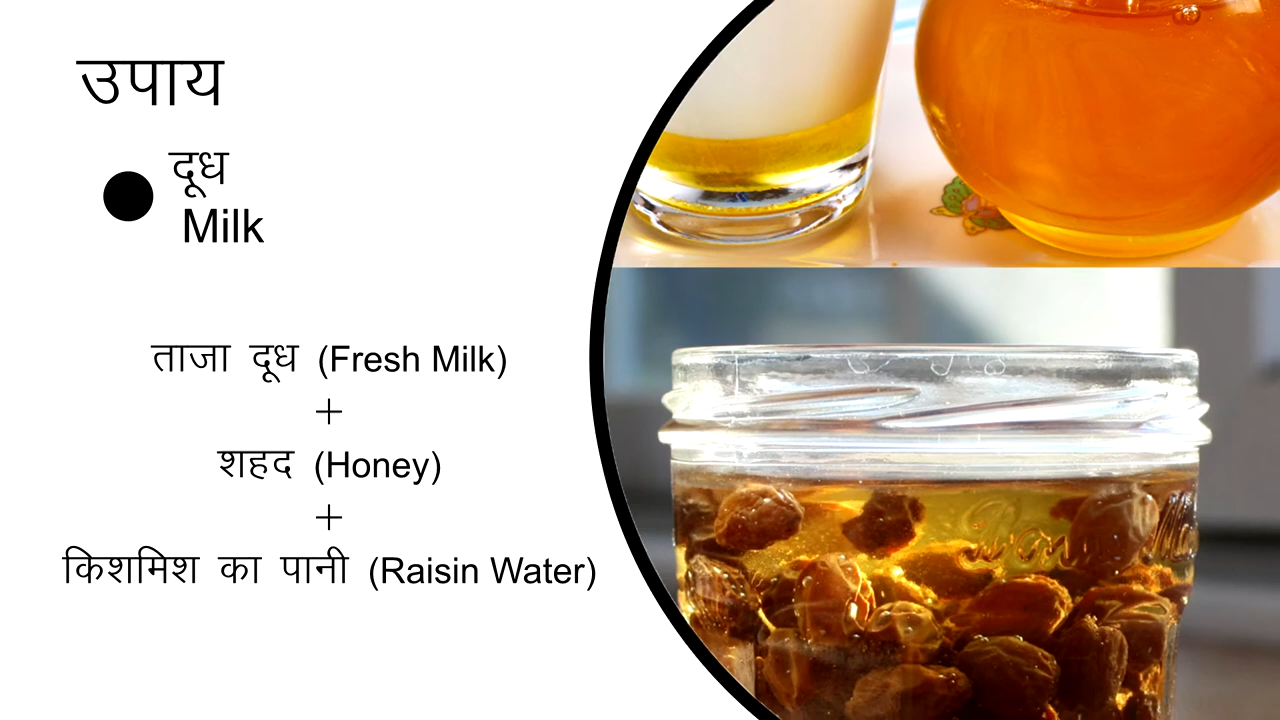 उपाय
दूध
Milk
ताजा दूध (Fresh Milk)
+
शहद (Honey)
+
किशमिश का पानी (Raisin Water)